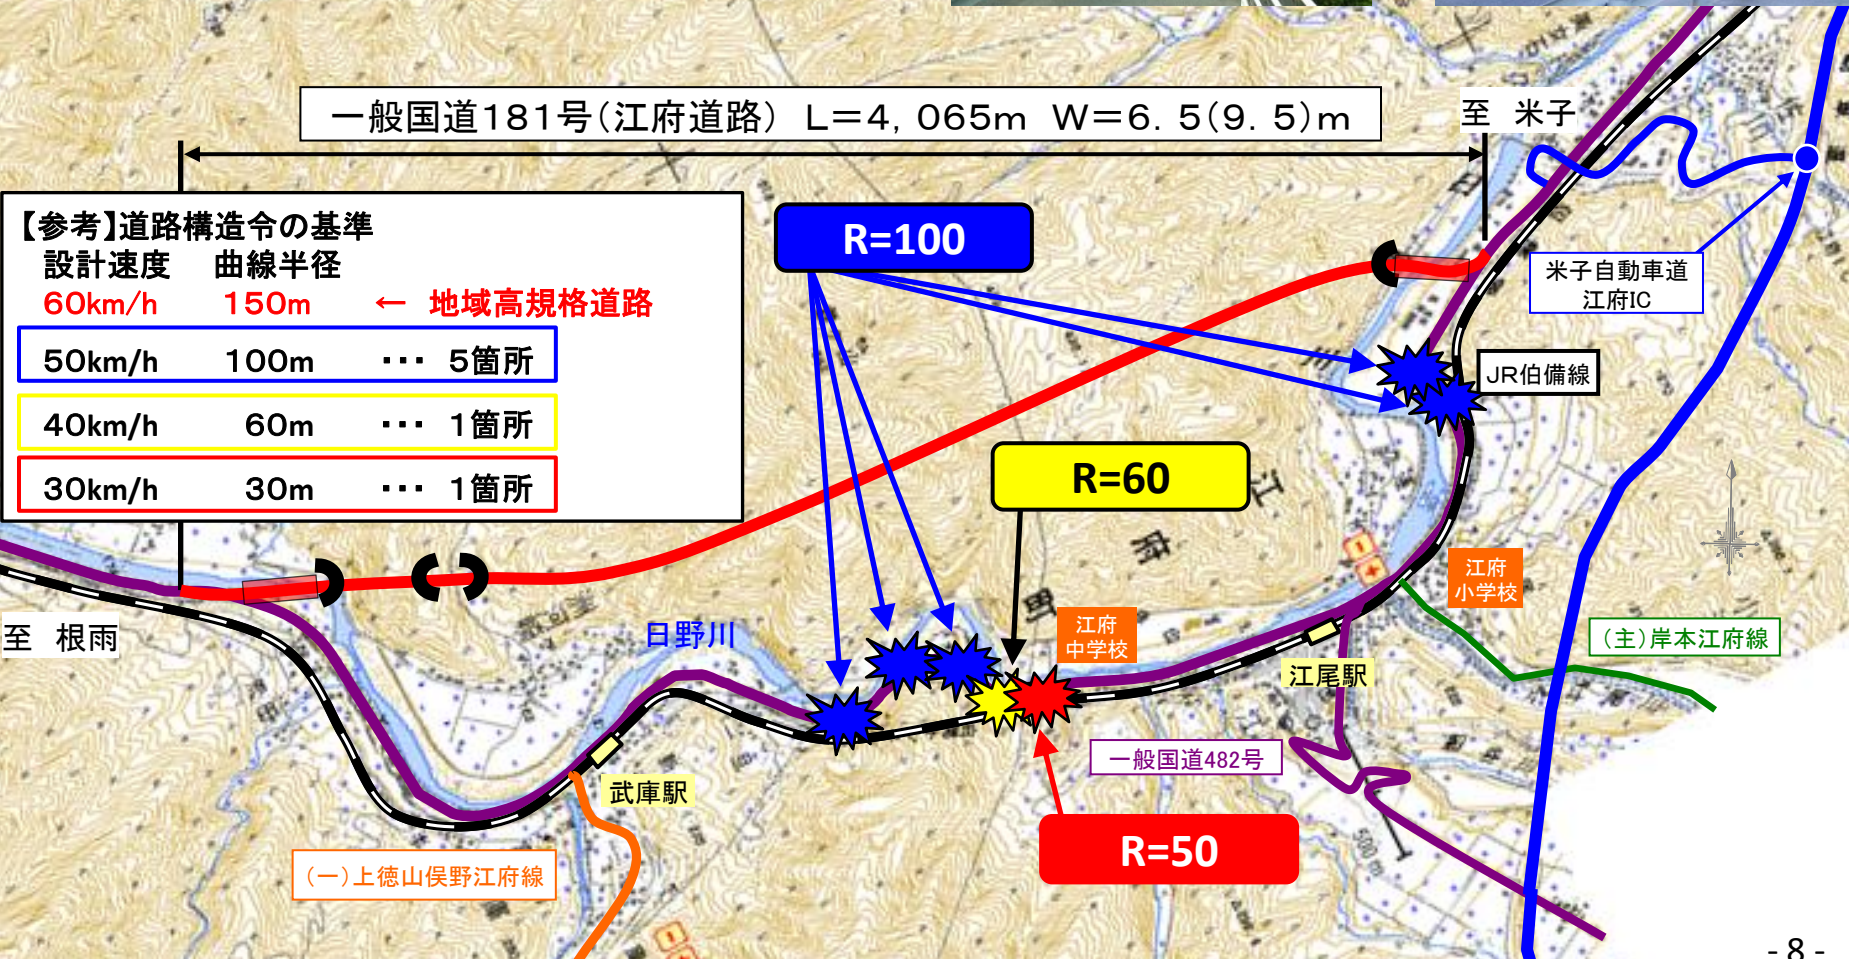 一般国道181号(江府道路) L=4,065m W=6.5(9.5)m
至 米子
【参考】道路構造令の基準
設計速度 曲線半径
60km/h 150m ← 地域高規格道路
50km/h 100m ・・・ 5箇所
40km/h 60m ・・・ 1箇所
30km/h 30m ・・・ 1箇所
R=100
米子自動車道
江府IC
JR伯備線
R=60
江
府
町
川
江府
小学校
江府
中学校
(主)岸本江府線
至 根雨
日野川
江尾駅
一般国道482号
武庫駅
R=50
(一)上徳山俣野江府線
500m
- 8 -